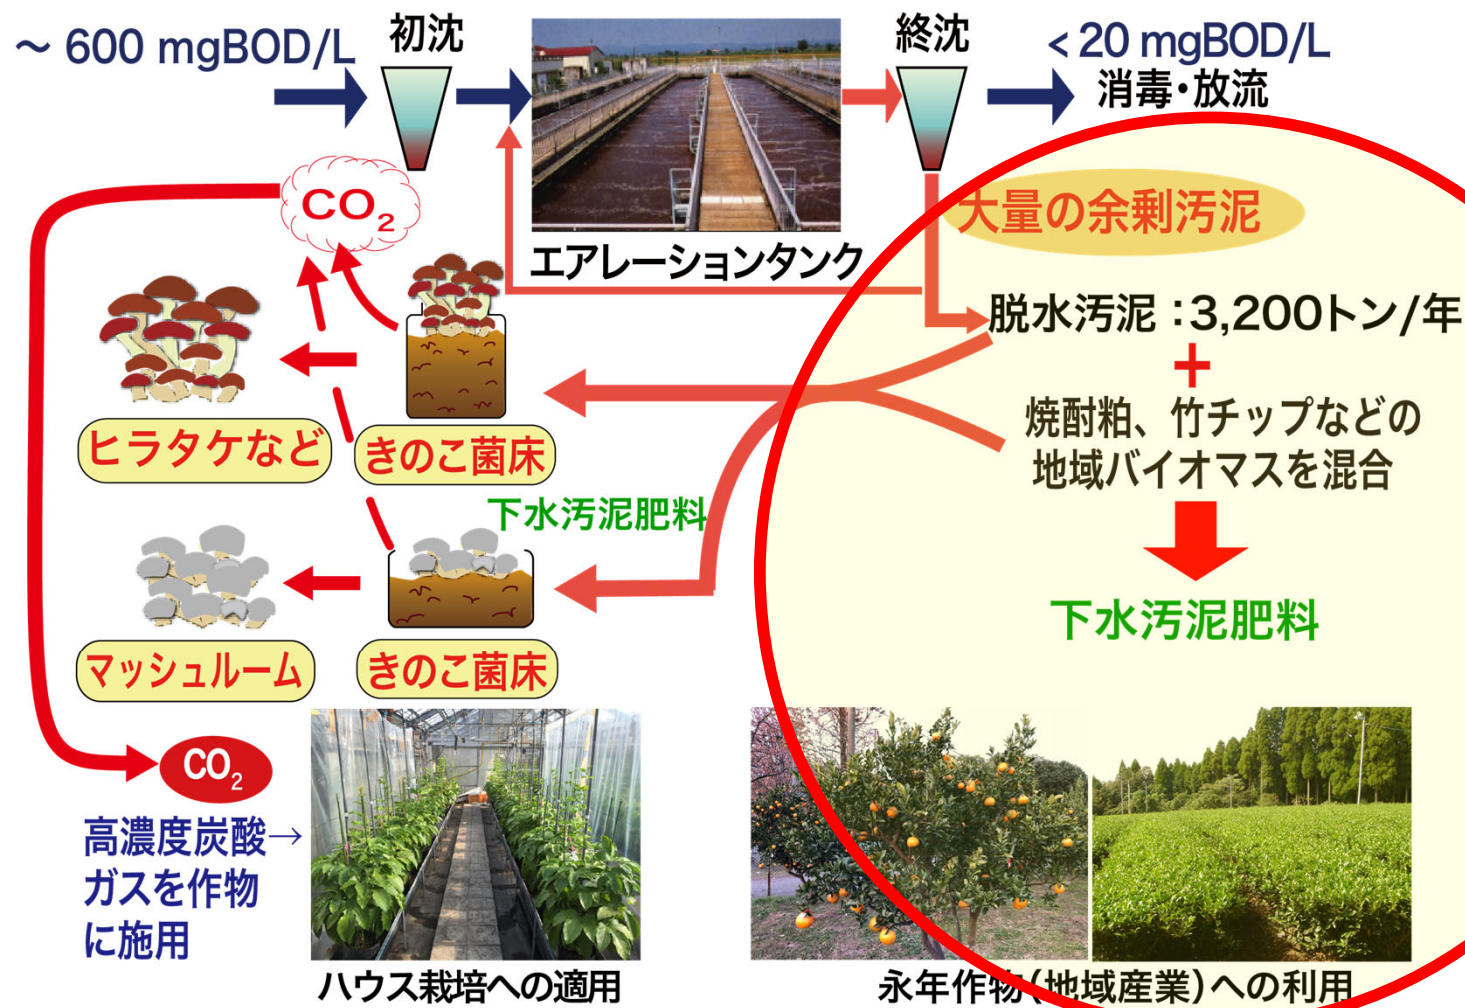 ～ 600 mgBOD/L
初沈
終沈
＜20 mgBOD/L
消毒・放流
エアレーションタンク
CO2
大量の余剰汚泥
脱水汚泥：3,200トン/年
＋
焼酎粕、竹チップなどの
地域バイオマスを混合
下水汚泥肥料
ヒラタケなど
きのこ菌床
下水汚泥肥料
マッシュルーム
きのこ菌床
CO2
高濃度炭酸→
ガスを作物
に施用
ハウス栽培への適用
永年作物（地域産業）への利用